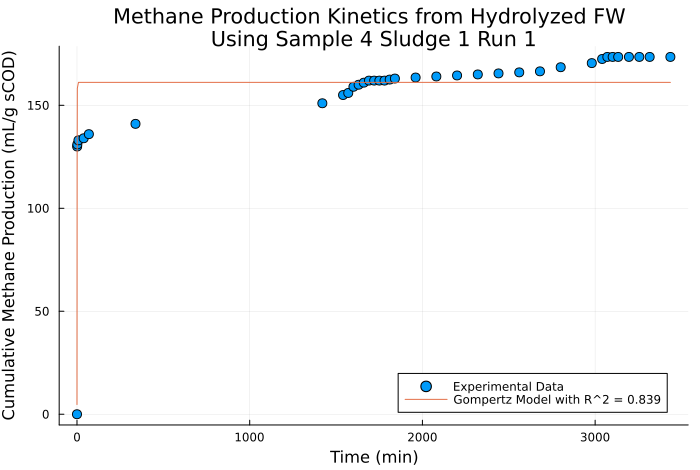 Methane Production Kinetics from Hydrolyzed FW
Using Sample 4 Sludge 1 Run 1
Cumulative Methane Production (mL/g sCOD)
150
100
50
0
0
1000
2000
3000
Time (min)
Experimental Data
Gompertz Model with R^2 = 0.839